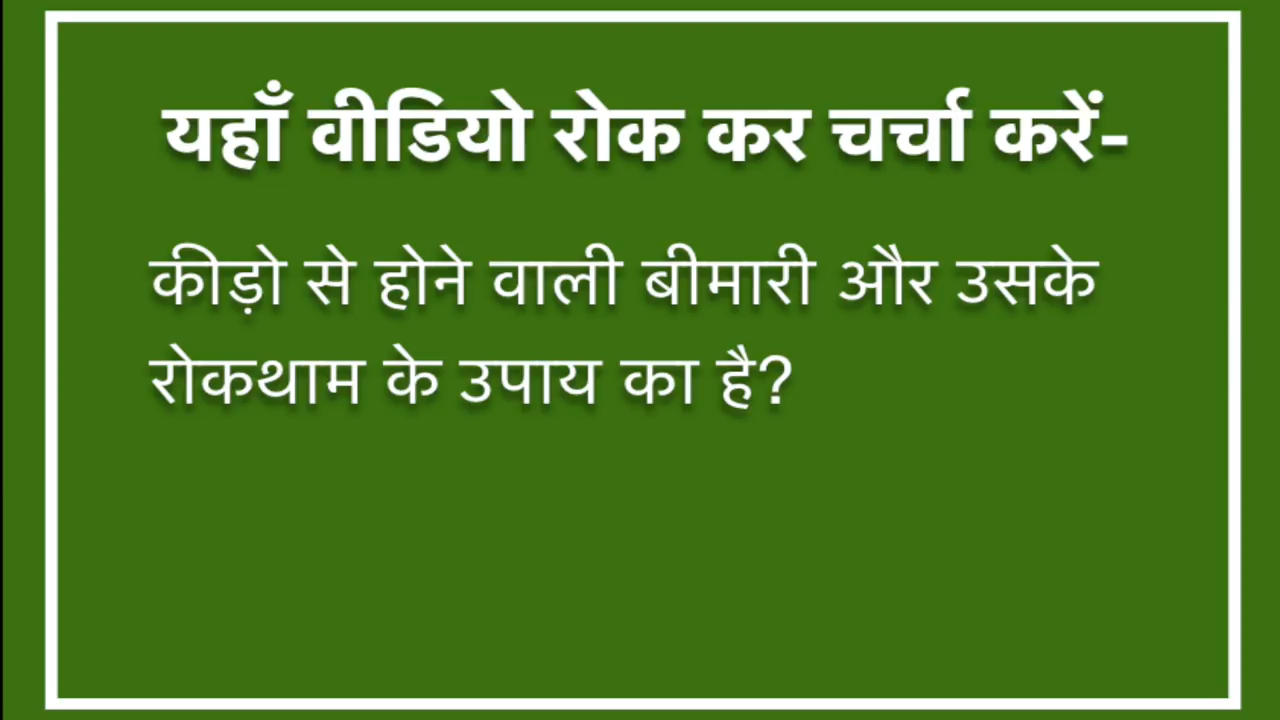 यहाँ वीडियो रोक कर चर्चा करें-
कीड़ो से होने वाली बीमारी और उसके
रोकथाम के उपाय का है?